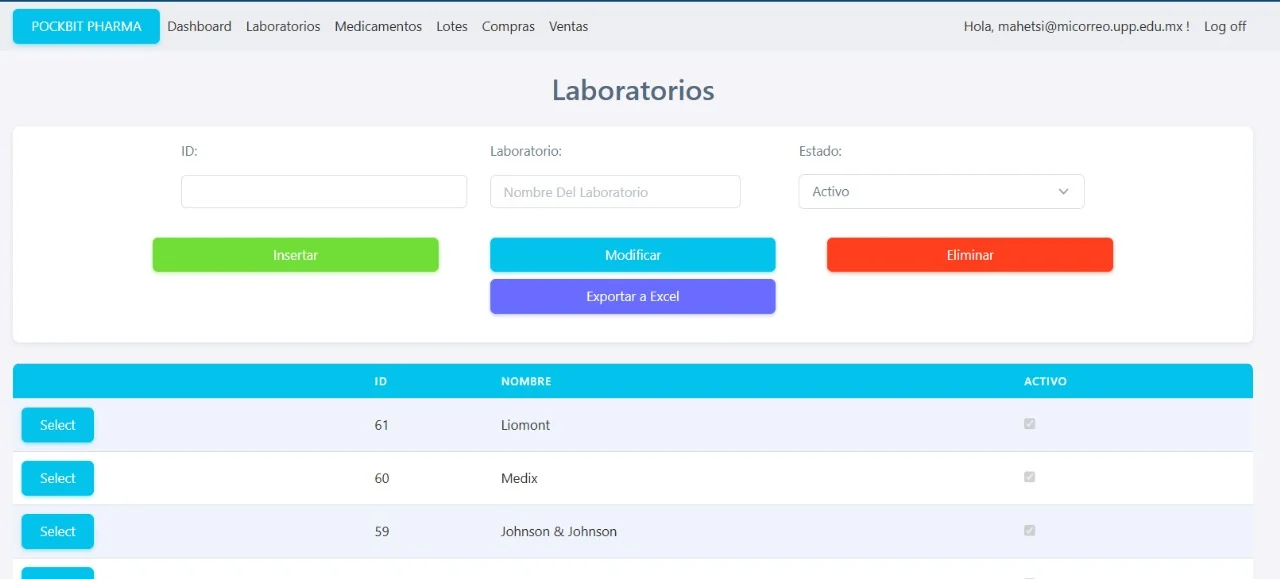 POCKBIT PHARMA Dashboard Laboratorios Medicamentos Lotes Compras Ventas Hola, mahetsi@micorreo.upp.edu.mx ! Log off
Laboratorios
ID: Laboratorio: Estado:
Nombre Del Laboratorio Activo
Insertar Modificar Eliminar
Exportar a Excel
ID NOMBRE ACTIVO
Select 61 Liomont
Select 60 Medix
Select 59 Johnson & Johnson